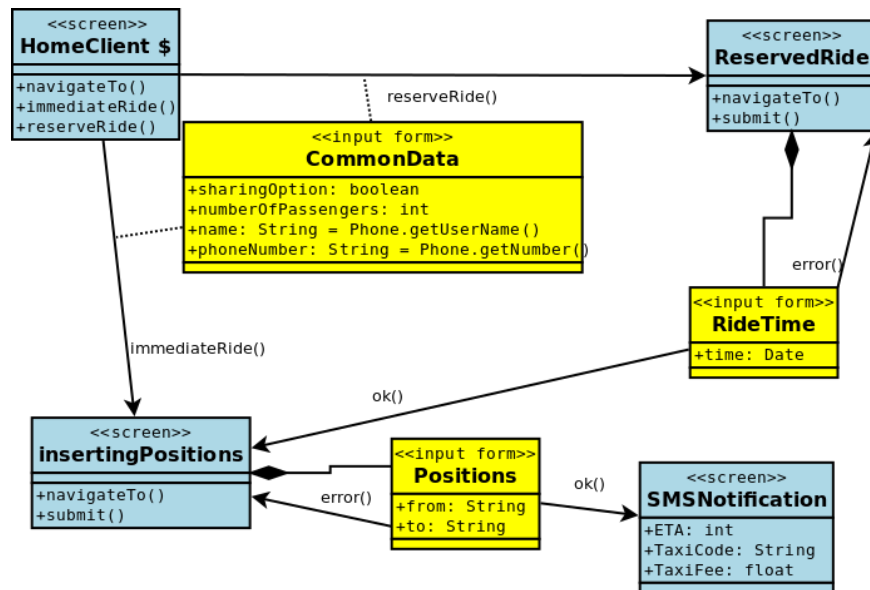 <<screen>>
HomeClient $
+navigateTo()
+immediateRide()
+reserveRide()
<<screen>>
ReservedRide
+navigateTo()
+submit()
reserveRide()
<<input form>>
CommonData
+sharingOption: boolean
+numberOfPassengers: int
+name: String = Phone.getUserName()
+phoneNumber: String = Phone.getNumber()
error()
<<input form>>
RideTime
+time: Date
immediateRide()
ok()
<<screen>>
insertingPositions
+navigateTo()
+submit()
error()
<<input form>>
Positions
+from: String
+to: String
ok()
<<screen>>
SMSNotification
+ETA: int
+TaxiCode: String
+TaxiFee: float